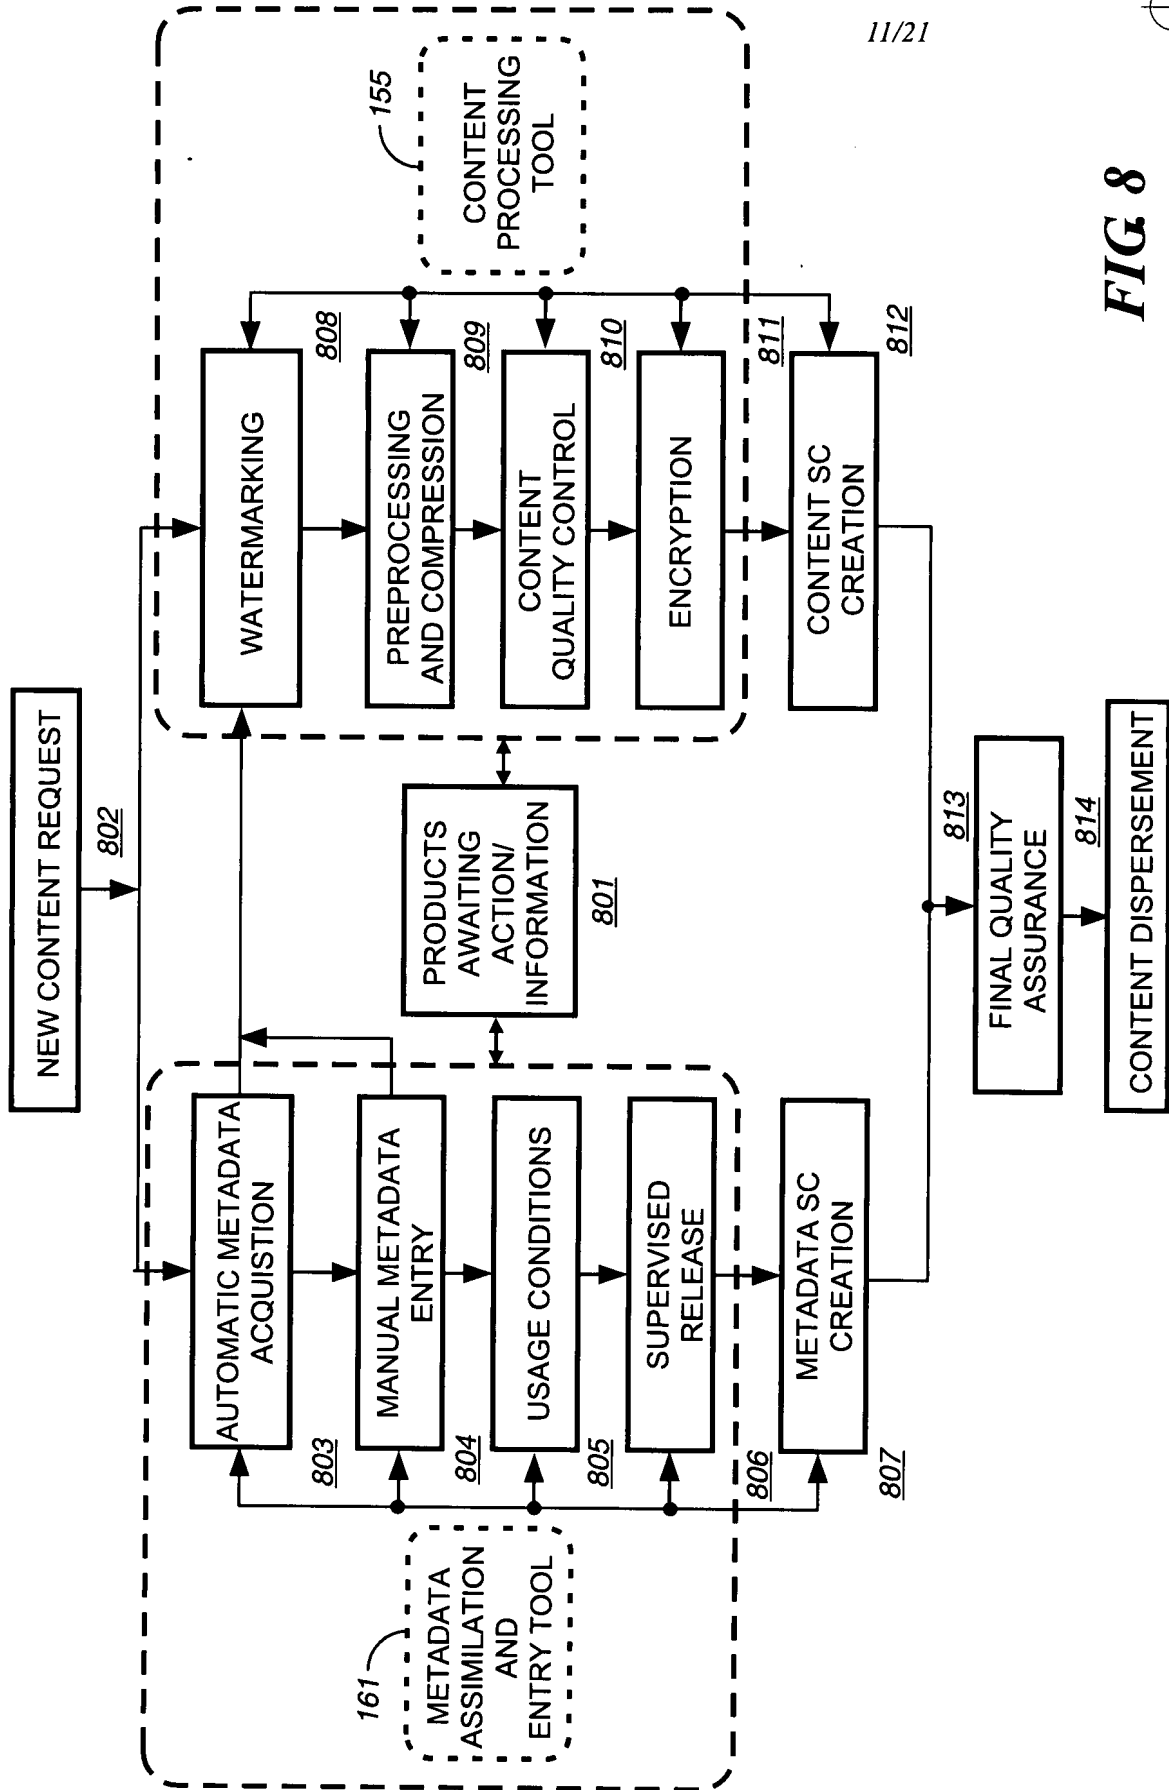 11/21
NEW CONTENT REQUEST
802
161
METADATA
ASSIMILATION AND
ENTRY TOOL
AUTOMATIC METADATA
ACQUISTION
803
MANUAL METADATA
ENTRY
804
USAGE CONDITIONS
805
SUPERVISED
RELEASE
806
METADATA SC
CREATION
807
PRODUCTS
AWAITING
ACTION/
INFORMATION
801
155
CONTENT
PROCESSING
TOOL
WATERMARKING
808
PREPROCESSING
AND COMPRESSION
809
CONTENT
QUALITY CONTROL
810
ENCRYPTION
811
CONTENT SC
CREATION
812
813
FINAL QUALITY
ASSURANCE
814
CONTENT DISPERSEMENT
FIG. 8